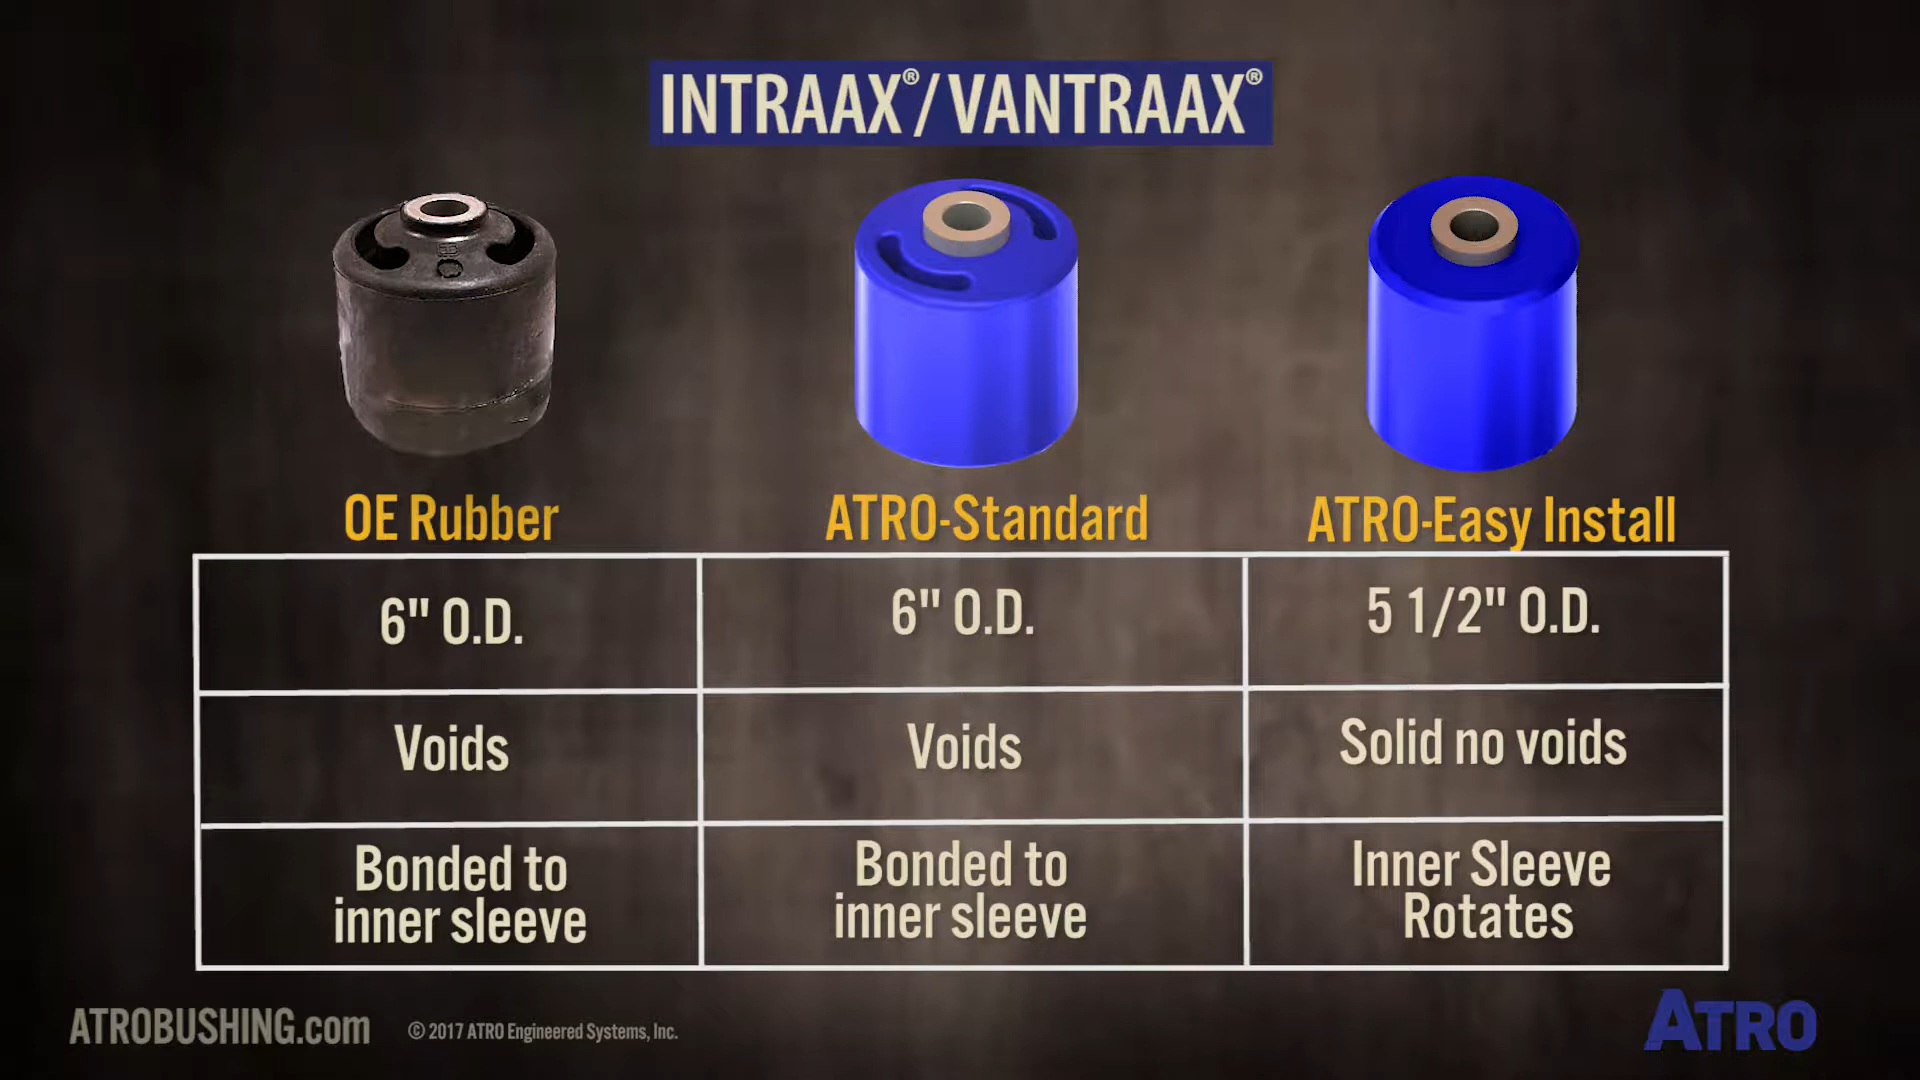 INTRAAX®/VANTRAAX®
OE Rubber
ATRO-Standard
ATRO-Easy Install
6" O.D.
6" O.D.
5 1/2" O.D.
Voids
Voids
Solid no voids
Bonded to
inner sleeve
Bonded to
inner sleeve
Inner Sleeve
Rotates
ATROBUSHING.com
© 2017 ATRO Engineered Systems, Inc.
ATRO